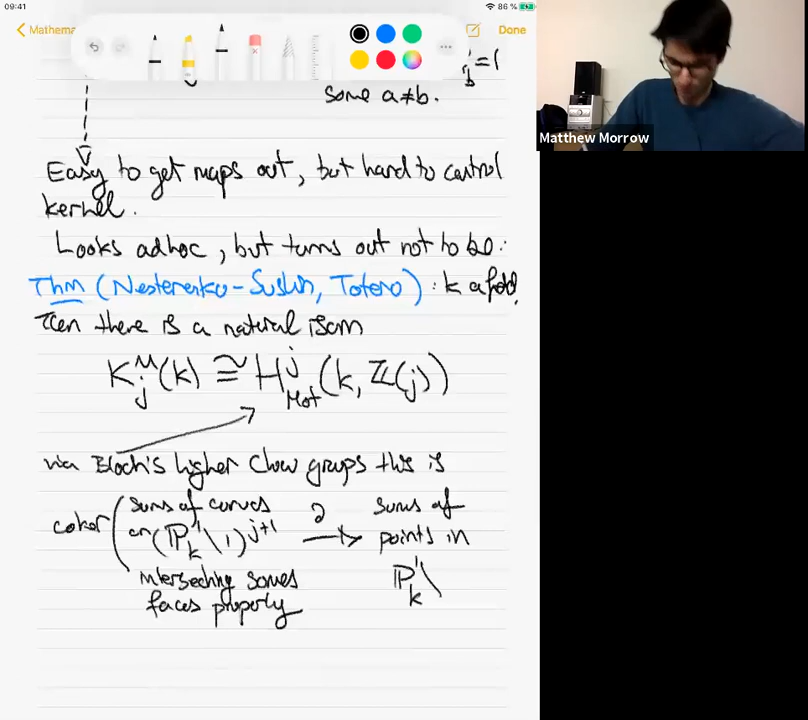 09:41
86 %
Mathema
Done
b = 1
some a ≠ b.
Easy to get maps out, but hard to control
kernel.
Looks adhoc, but turns out not to be:
Thm (Nesterenko-Suslin, Totaro): k a field,
Then there is a natural isom
K_j^M(k) ≅ H^j_Mot(k, ℤ(j))
via Bloch's higher Chow groups this is
coker ( sums of curves
on (ℙ^1_k \ 1)^{j+1}
intersecting somes
faces properly
∂ →
sums of
points in
ℙ^1_k \
Matthew Morrow